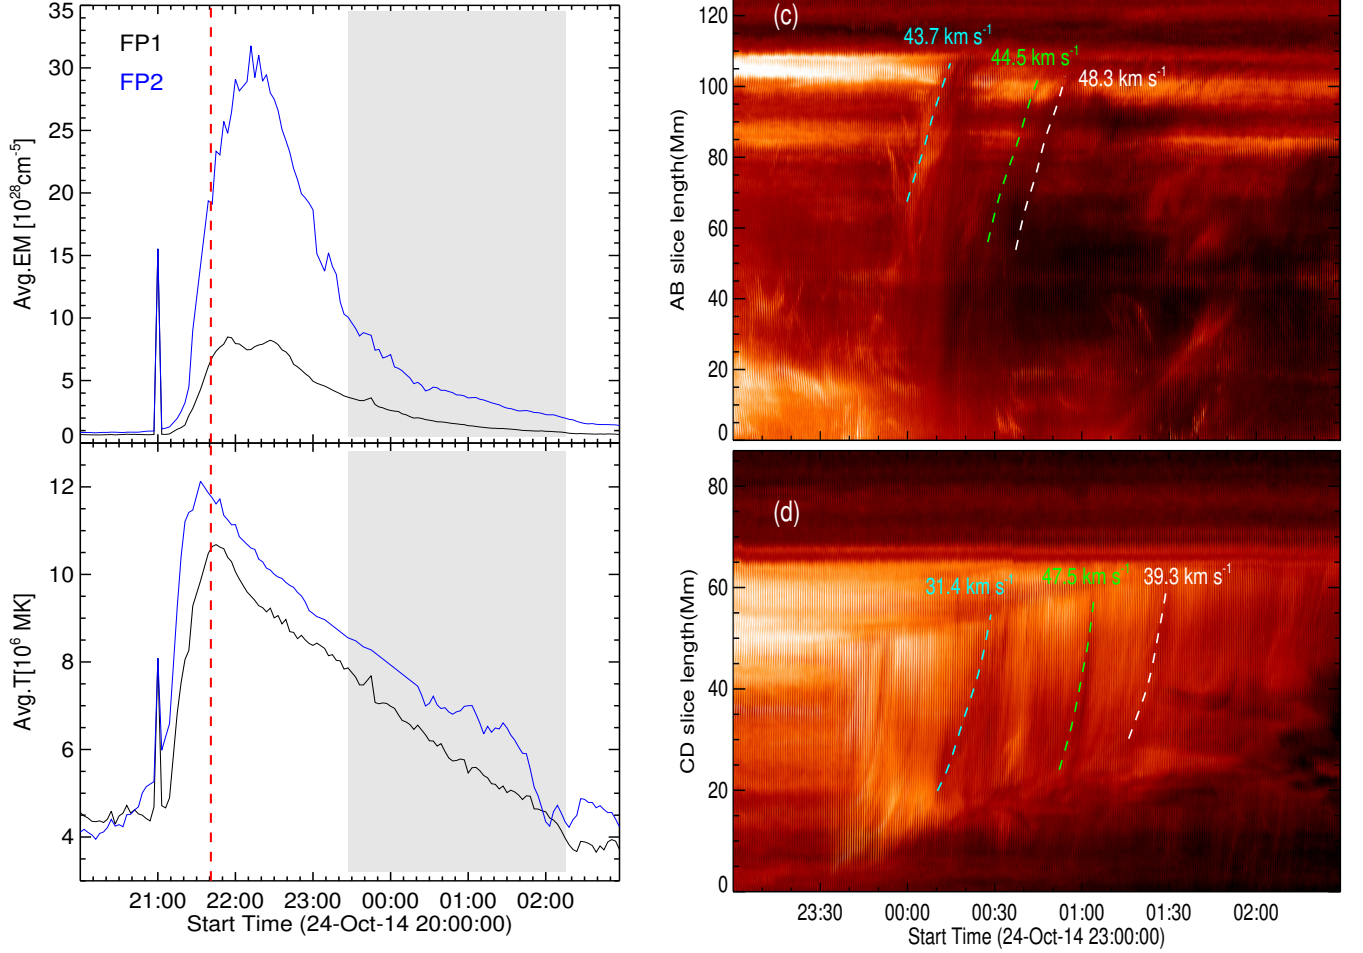 35
30
25
20
15
10
5
0
Avg.EM [10²⁸cm⁻⁵]
FP1
FP2
12
10
8
6
4
Avg.T[10⁶ MK]
21:00 22:00 23:00 00:00 01:00 02:00
Start Time (24-Oct-14 20:00:00)
120
100
80
60
40
20
0
AB slice length(Mm)
(c)
43.7 km s⁻¹
44.5 km s⁻¹
48.3 km s⁻¹
80
60
40
20
0
CD slice length(Mm)
(d)
31.4 km s⁻¹
47.5 km s⁻¹
39.3 km s⁻¹
23:30 00:00 00:30 01:00 01:30 02:00
Start Time (24-Oct-14 23:00:00)